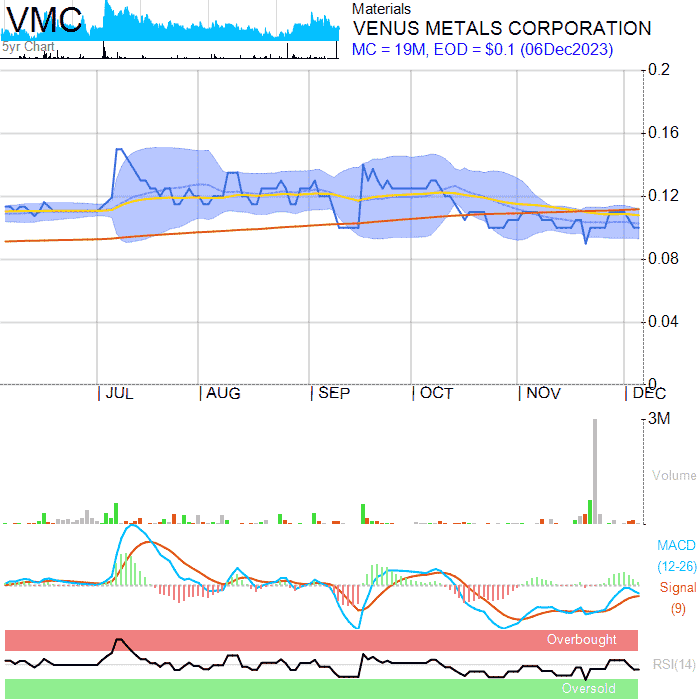 VMC
5yr Chart
Materials
VENUS METALS CORPORATION
MC = 19M, EOD = $0.1 (06Dec2023)
0.2
0.16
0.12
0.08
0.04
0
JUL
AUG
SEP
OCT
NOV
DEC
3M
Volume
MACD
(12-26)
Signal
(9)
Overbought
RSI(14)
Oversold